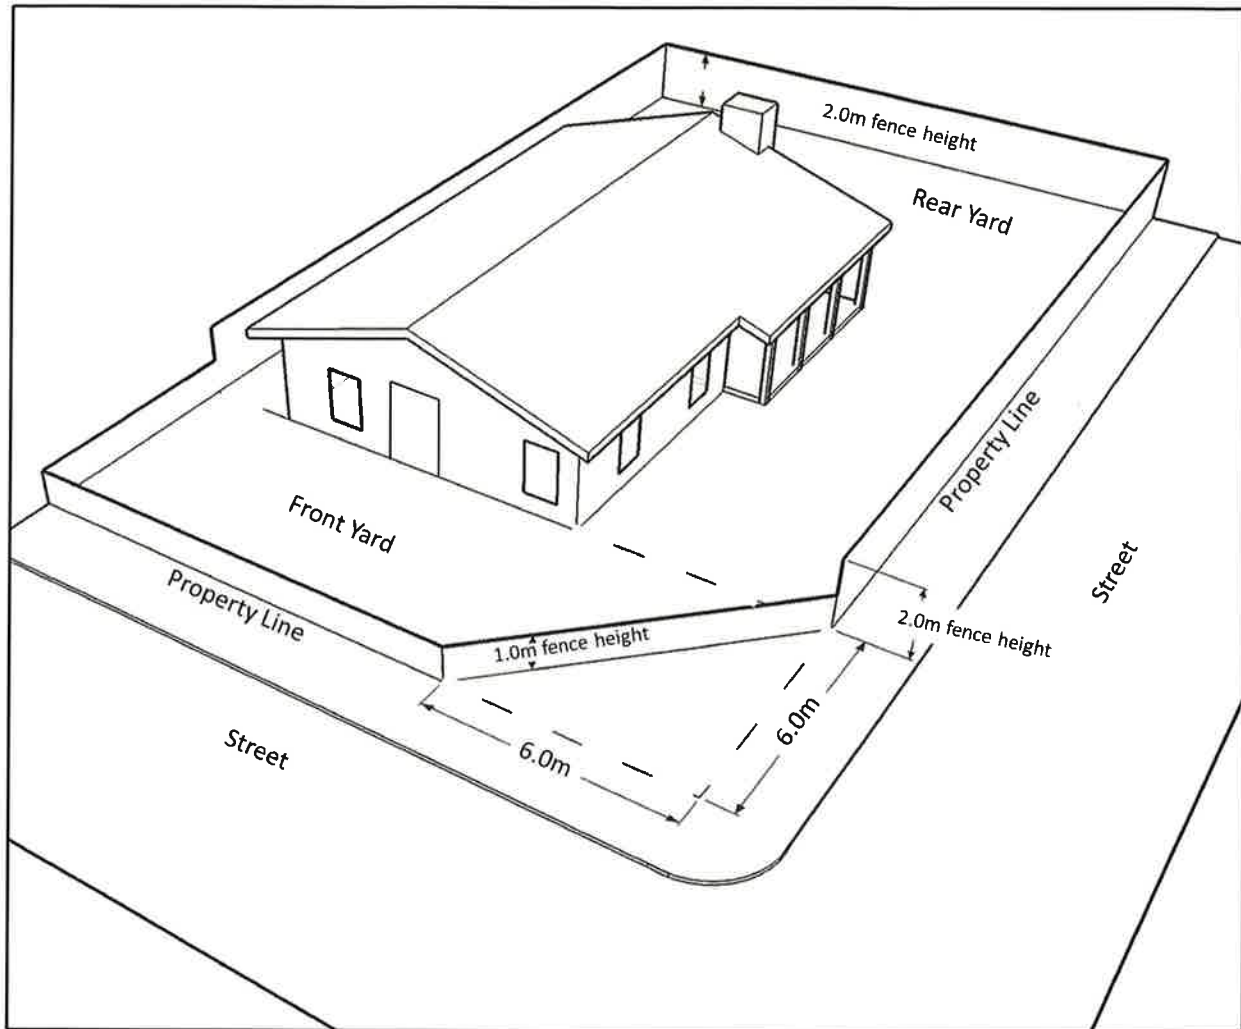 2.0m fence height
Rear Yard
Property Line
Front Yard
Street
Property Line
1.0m fence height
2.0m fence height
6.0m
6.0m
Street